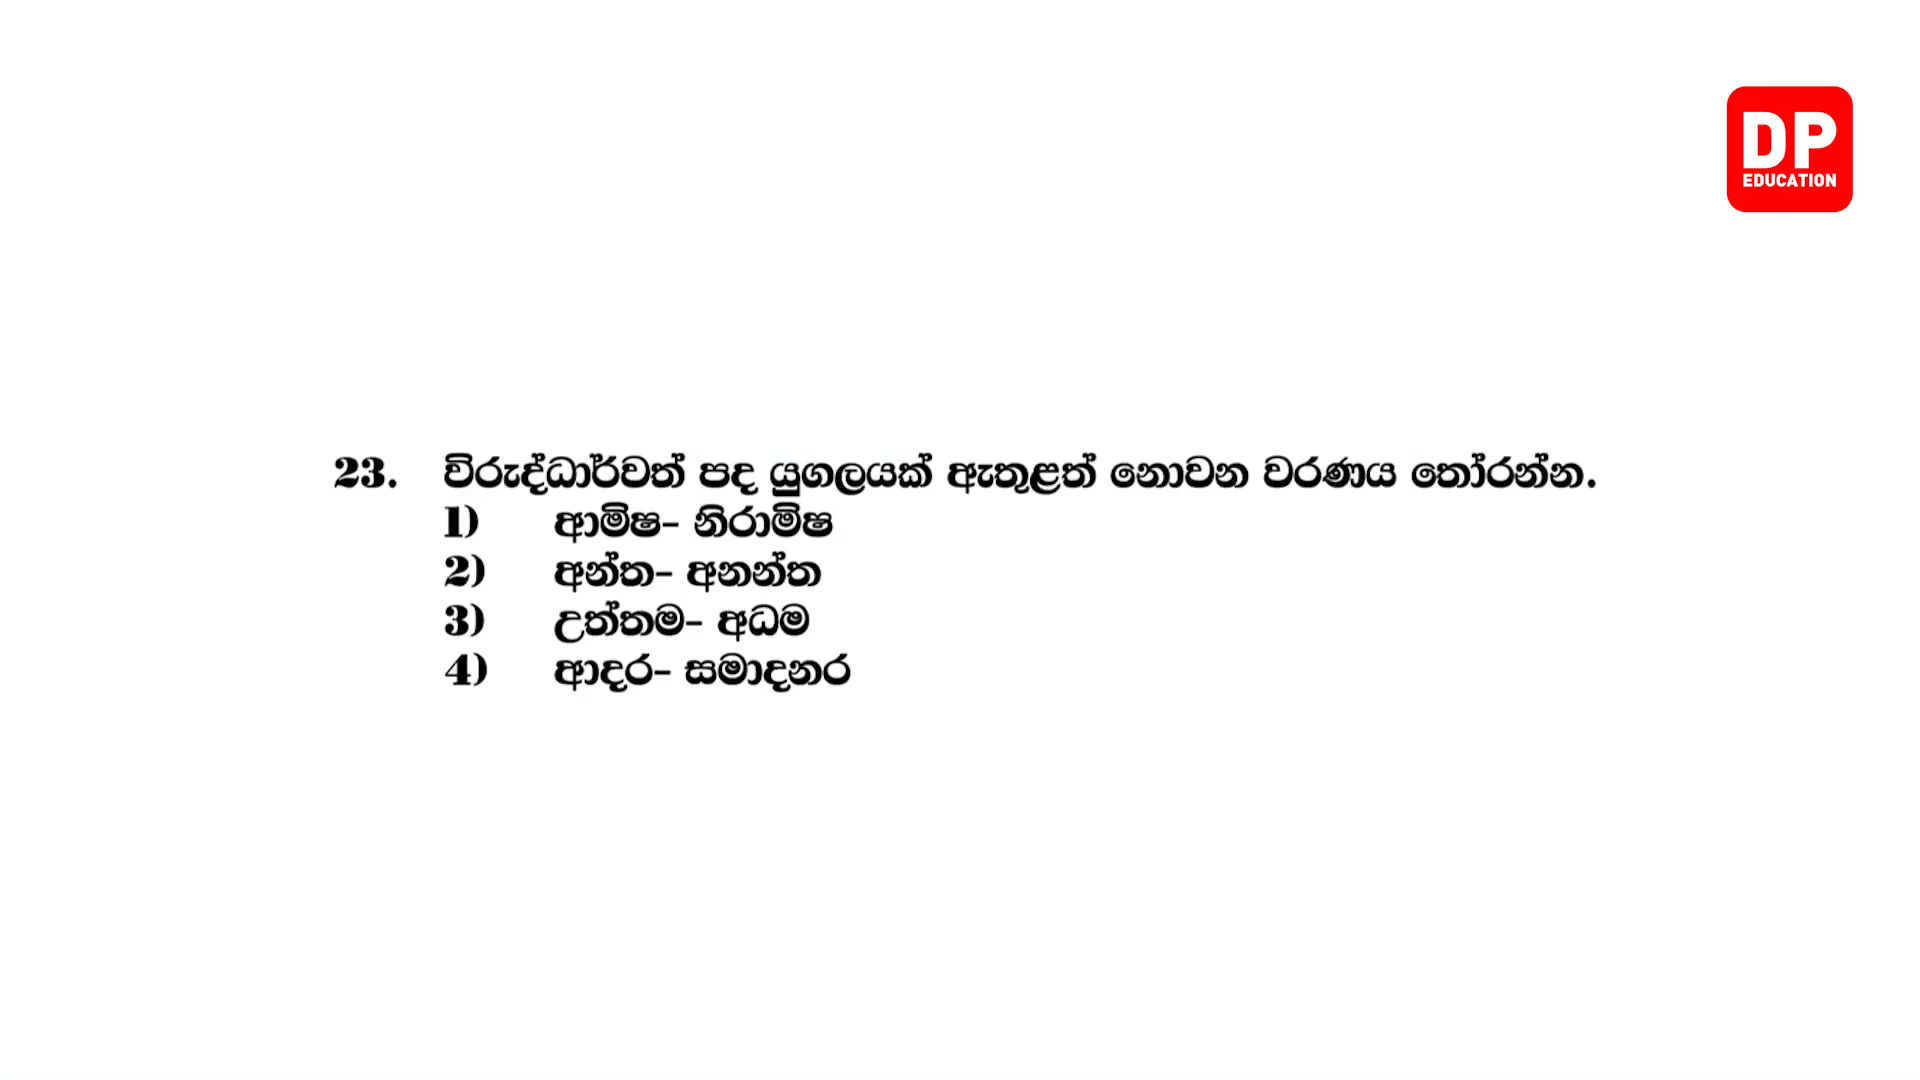 DP
EDUCATION
23. විරුද්ධාර්ථවත් පද යුගලයක් ඇතුළත් නොවන වරණය තෝරන්න.
1) ආමිෂ- නිරාමිෂ
2) අන්ත- අනන්ත
3) උත්තම- අධම
4) ආදර- සමාදනර